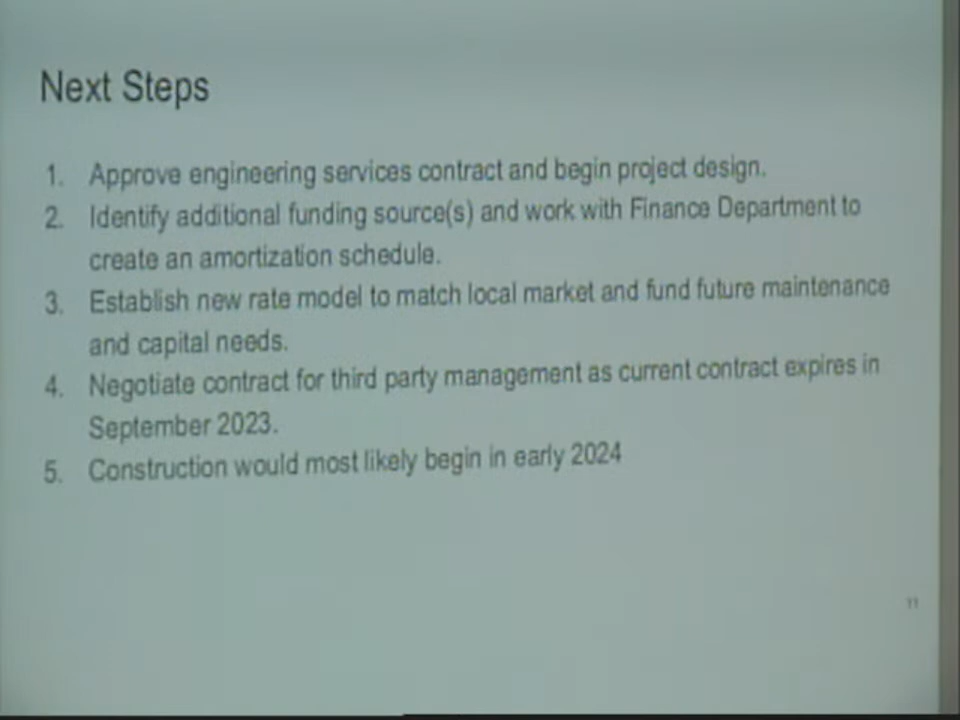 Next Steps
1. Approve engineering services contract and begin project design.
2. Identify additional funding source(s) and work with Finance Department to
create an amortization schedule.
3. Establish new rate model to match local market and fund future maintenance
and capital needs.
4. Negotiate contract for third party management as current contract expires in
September 2023.
5. Construction would most likely begin in early 2024
11